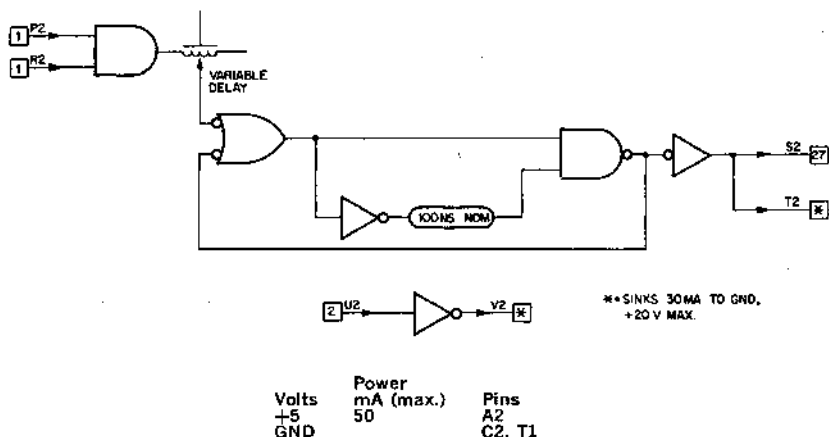 1 P2
1 R2
VARIABLE
DELAY
S2 27
T2 *
100NS NOM
2 U2 V2 *
*=SINKS 30MA TO GND,
+20V MAX.
Power
Volts mA (max.) Pins
+5 50 A2
GND C2, T1